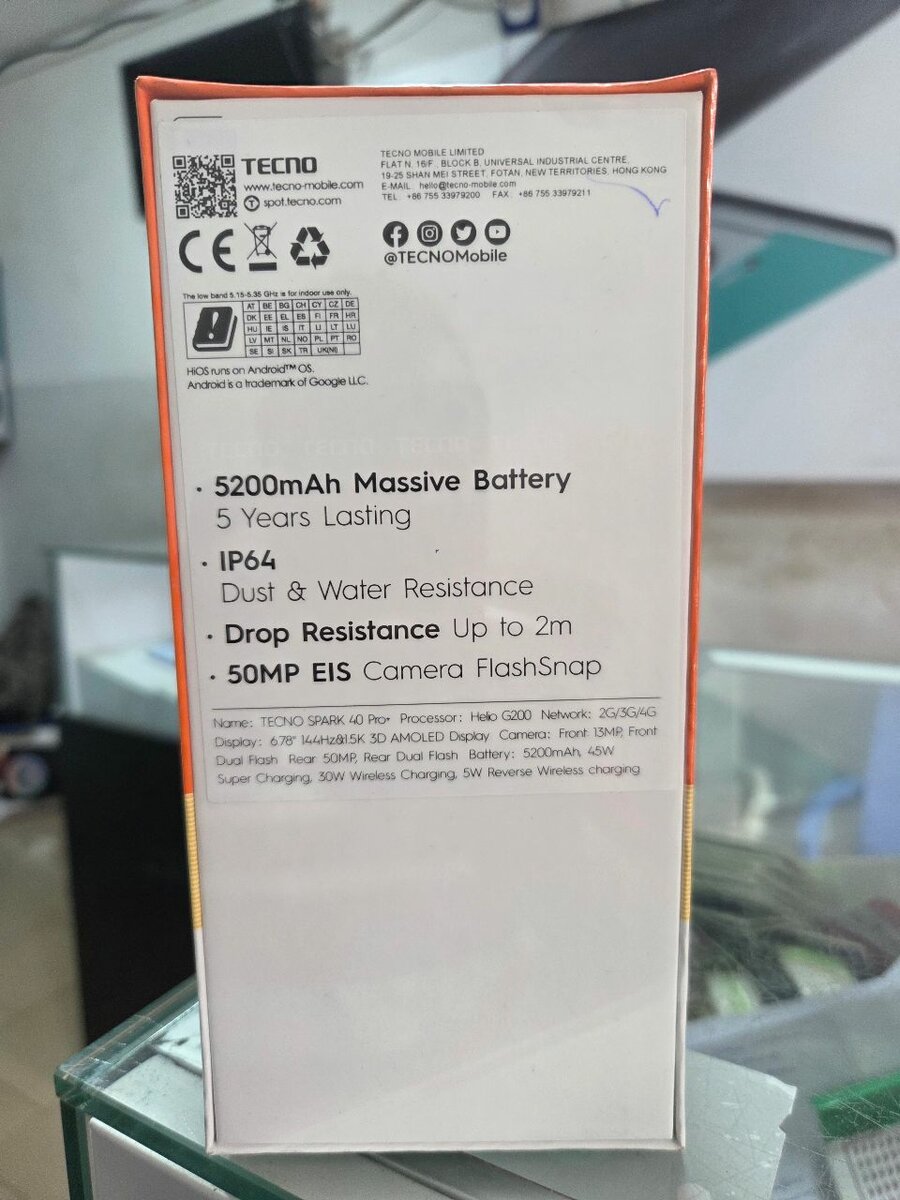 TECNO
www.tecno-mobile.com
spot.tecno.com
TECNO MOBILE LIMITED
FLAT N, 16/F., BLOCK B, UNIVERSAL INDUSTRIAL CENTRE,
19-25 SHAN MEI STREET, FOTAN, NEW TERRITORIES, HONG KONG
E-MAIL: hello@tecno-mobile.com
TEL: +86 755 33979200 FAX: +86 755 33979211
CE
@TECNOMobile
The low band 5.15-5.35 GHz is for indoor use only.
AT BE BG CH CY CZ DE
DK EE EL ES FI FR HR
HU IE IS IT LI LT LU
LV MT NL NO PL PT RO
SE SI SK TR UK(NI)
HiOS runs on Android™ OS.
Android is a trademark of Google LLC.
• 5200mAh Massive Battery
5 Years Lasting
• IP64
Dust & Water Resistance
• Drop Resistance Up to 2m
• 50MP EIS Camera FlashSnap
Name: TECNO SPARK 40 Pro+ Processor: Helio G200 Network: 2G/3G/4G
Display: 6.78" 144Hz&1.5K 3D AMOLED Display Camera: Front 13MP, Front
Dual Flash Rear 50MP, Rear Dual Flash Battery: 5200mAh, 45W
Super Charging, 30W Wireless Charging, 5W Reverse Wireless charging